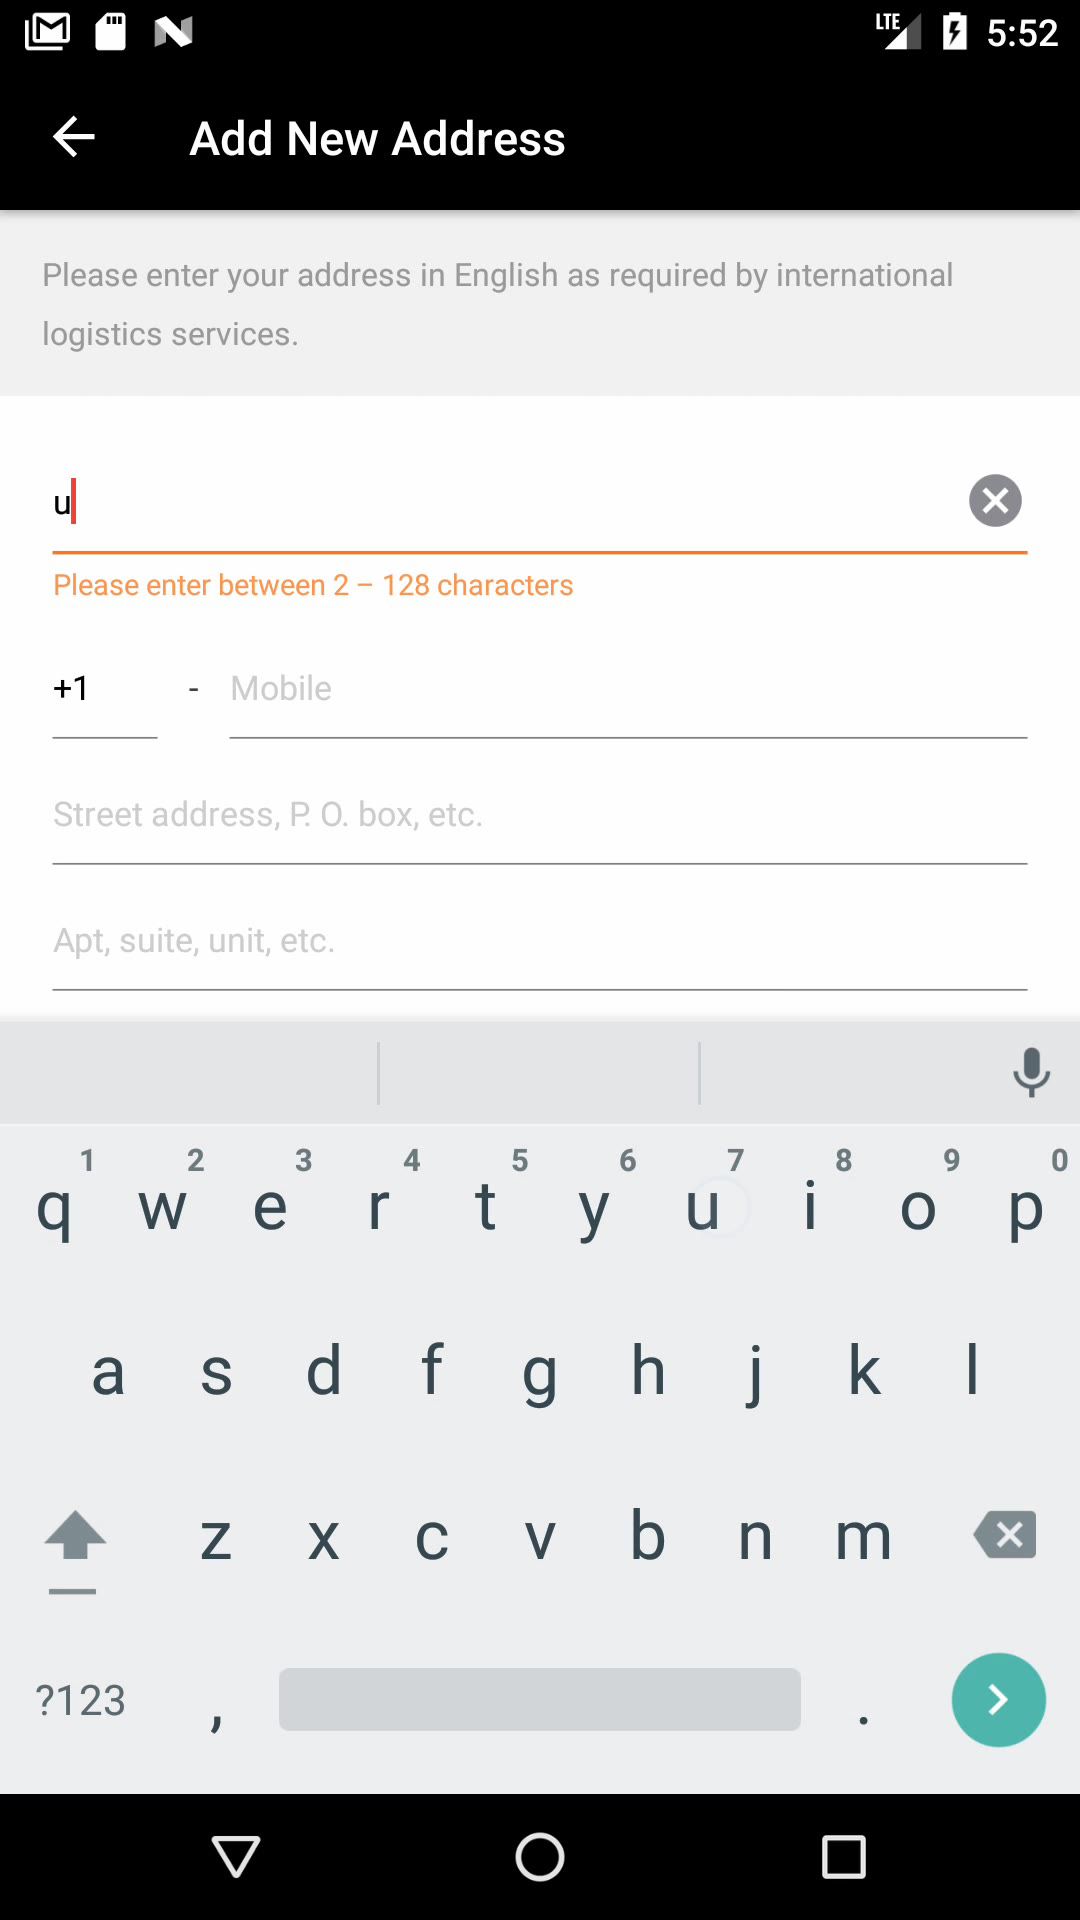 LTE 5:52
Add New Address
Please enter your address in English as required by international
logistics services.
u
Please enter between 2 – 128 characters
+1 - Mobile
Street address, P. O. box, etc.
Apt, suite, unit, etc.
1 2 3 4 5 6 7 8 9 0
q w e r t y u i o p
a s d f g h j k l
z x c v b n m
?123 , .